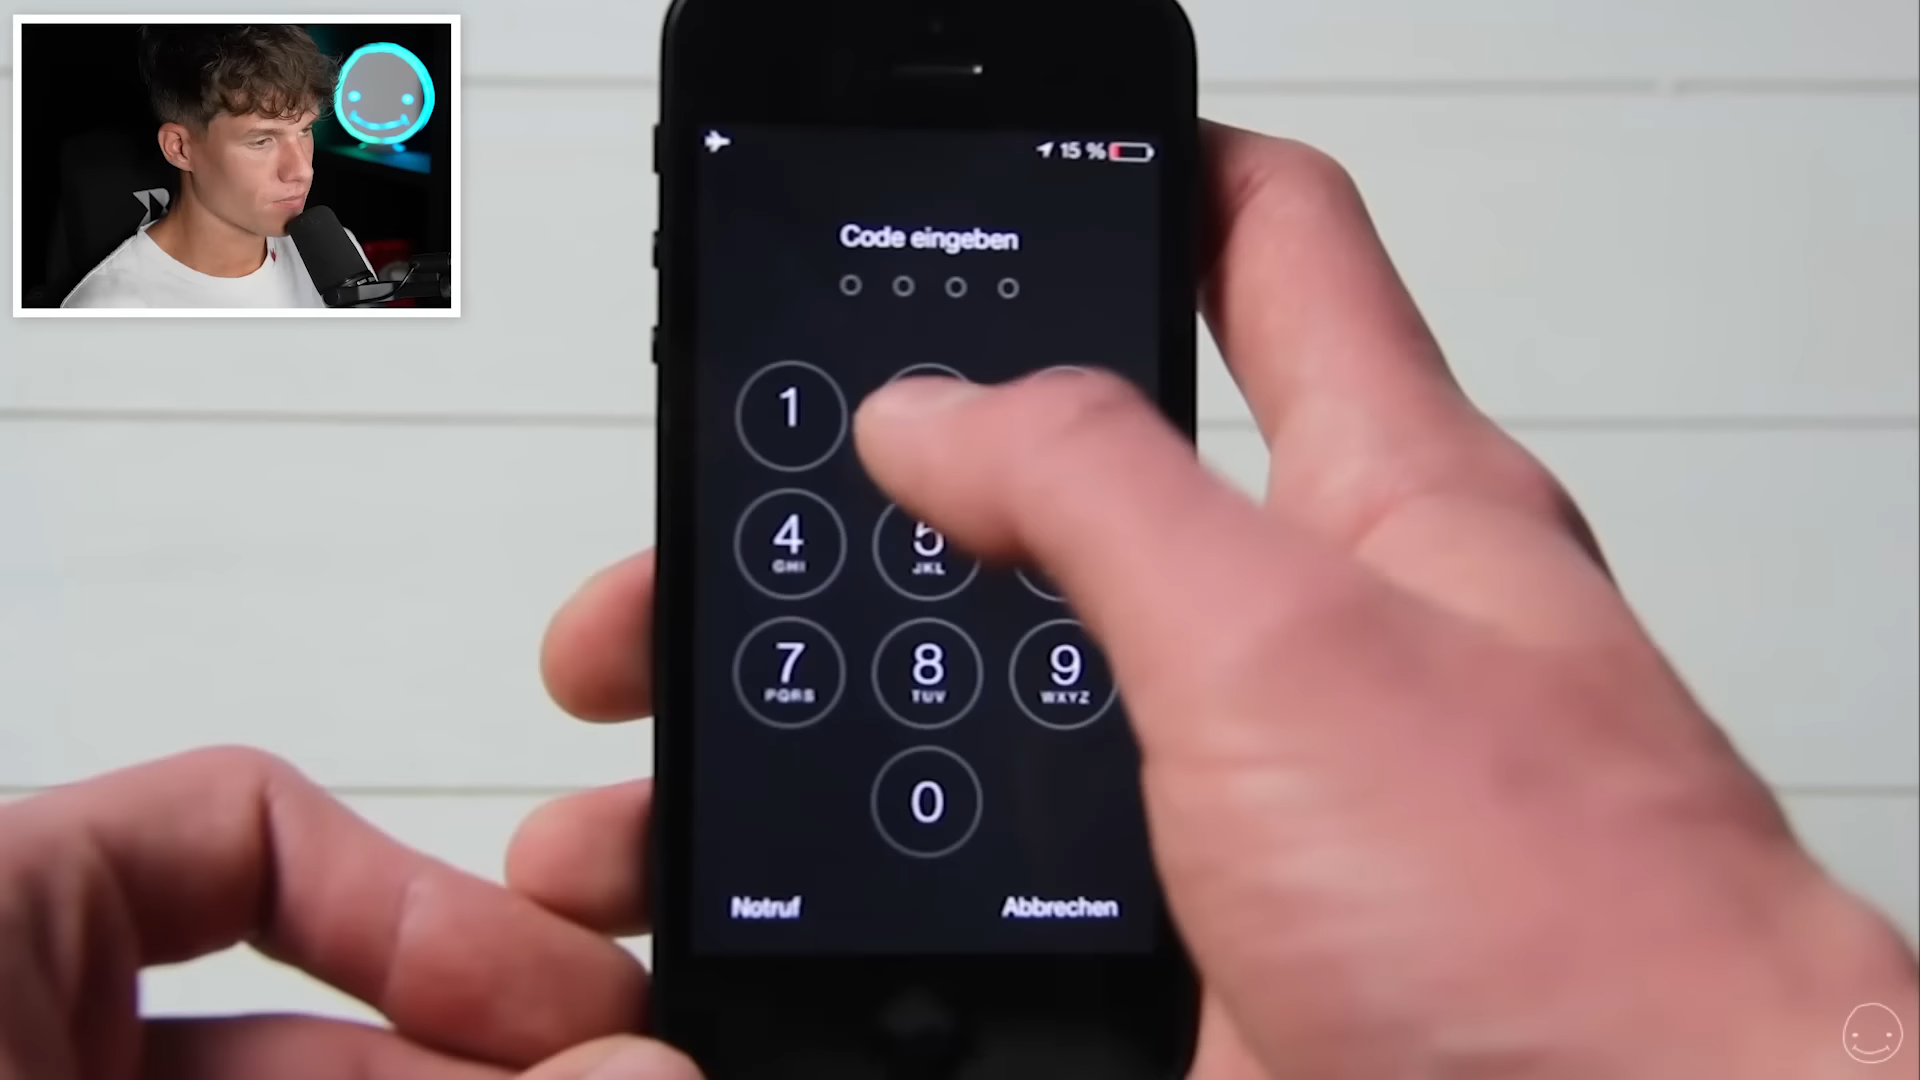 15 %
Code eingeben
1
4
GHI
5
JKL
7
PQRS
8
TUV
9
WXYZ
0
Notruf
Abbrechen